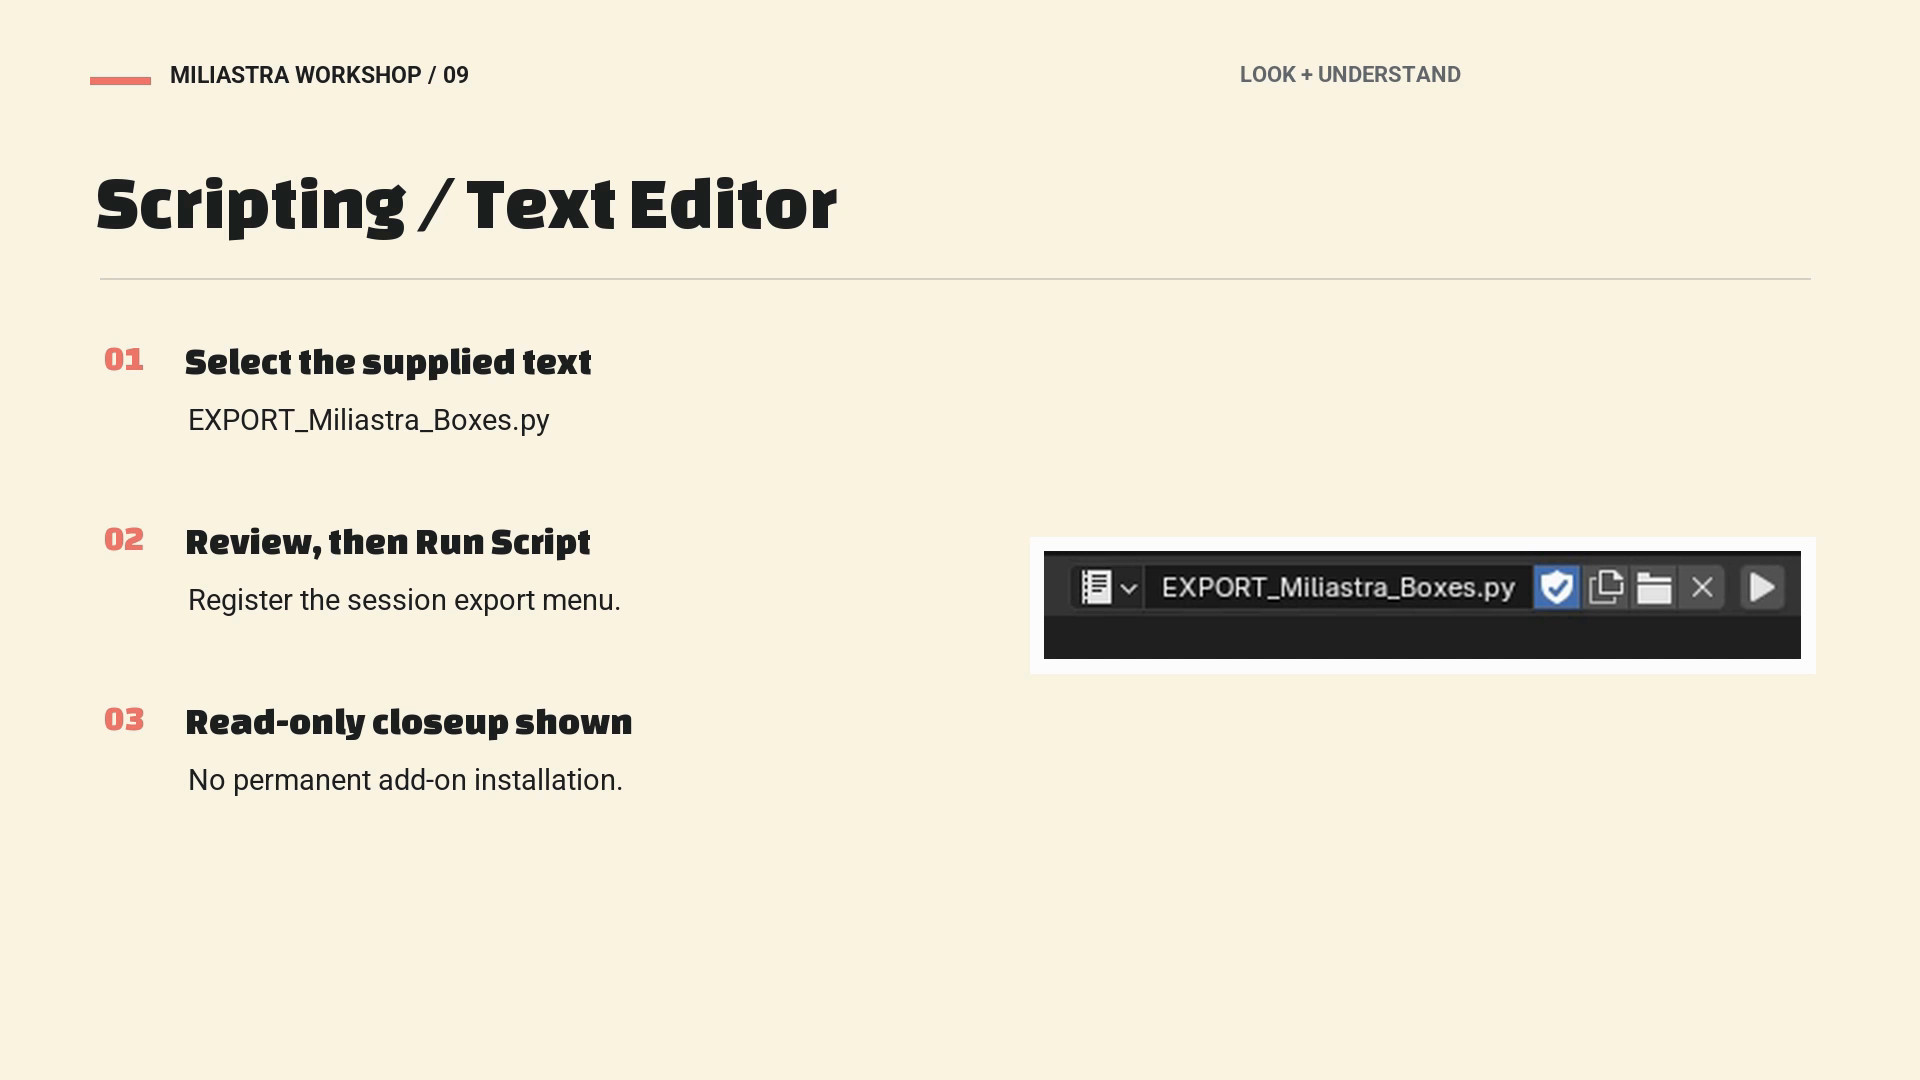 MILIASTRA WORKSHOP / 09
LOOK + UNDERSTAND
Scripting / Text Editor
01 Select the supplied text
EXPORT_Miliastra_Boxes.py
02 Review, then Run Script
Register the session export menu.
EXPORT_Miliastra_Boxes.py
03 Read-only closeup shown
No permanent add-on installation.